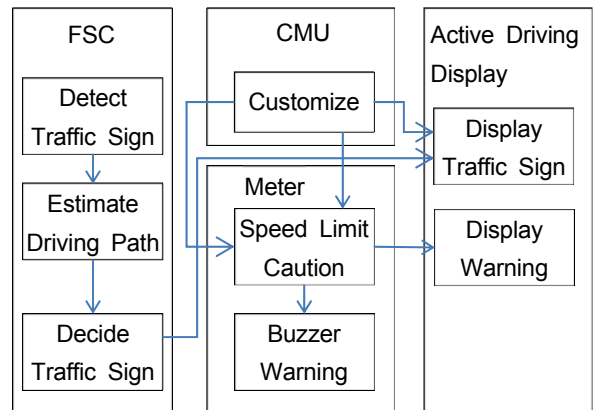 FSC
Detect
Traffic Sign
Estimate
Driving Path
Decide
Traffic Sign
CMU
Customize
Meter
Speed Limit
Caution
Buzzer
Warning
Active Driving
Display
Display
Traffic Sign
Display
Warning